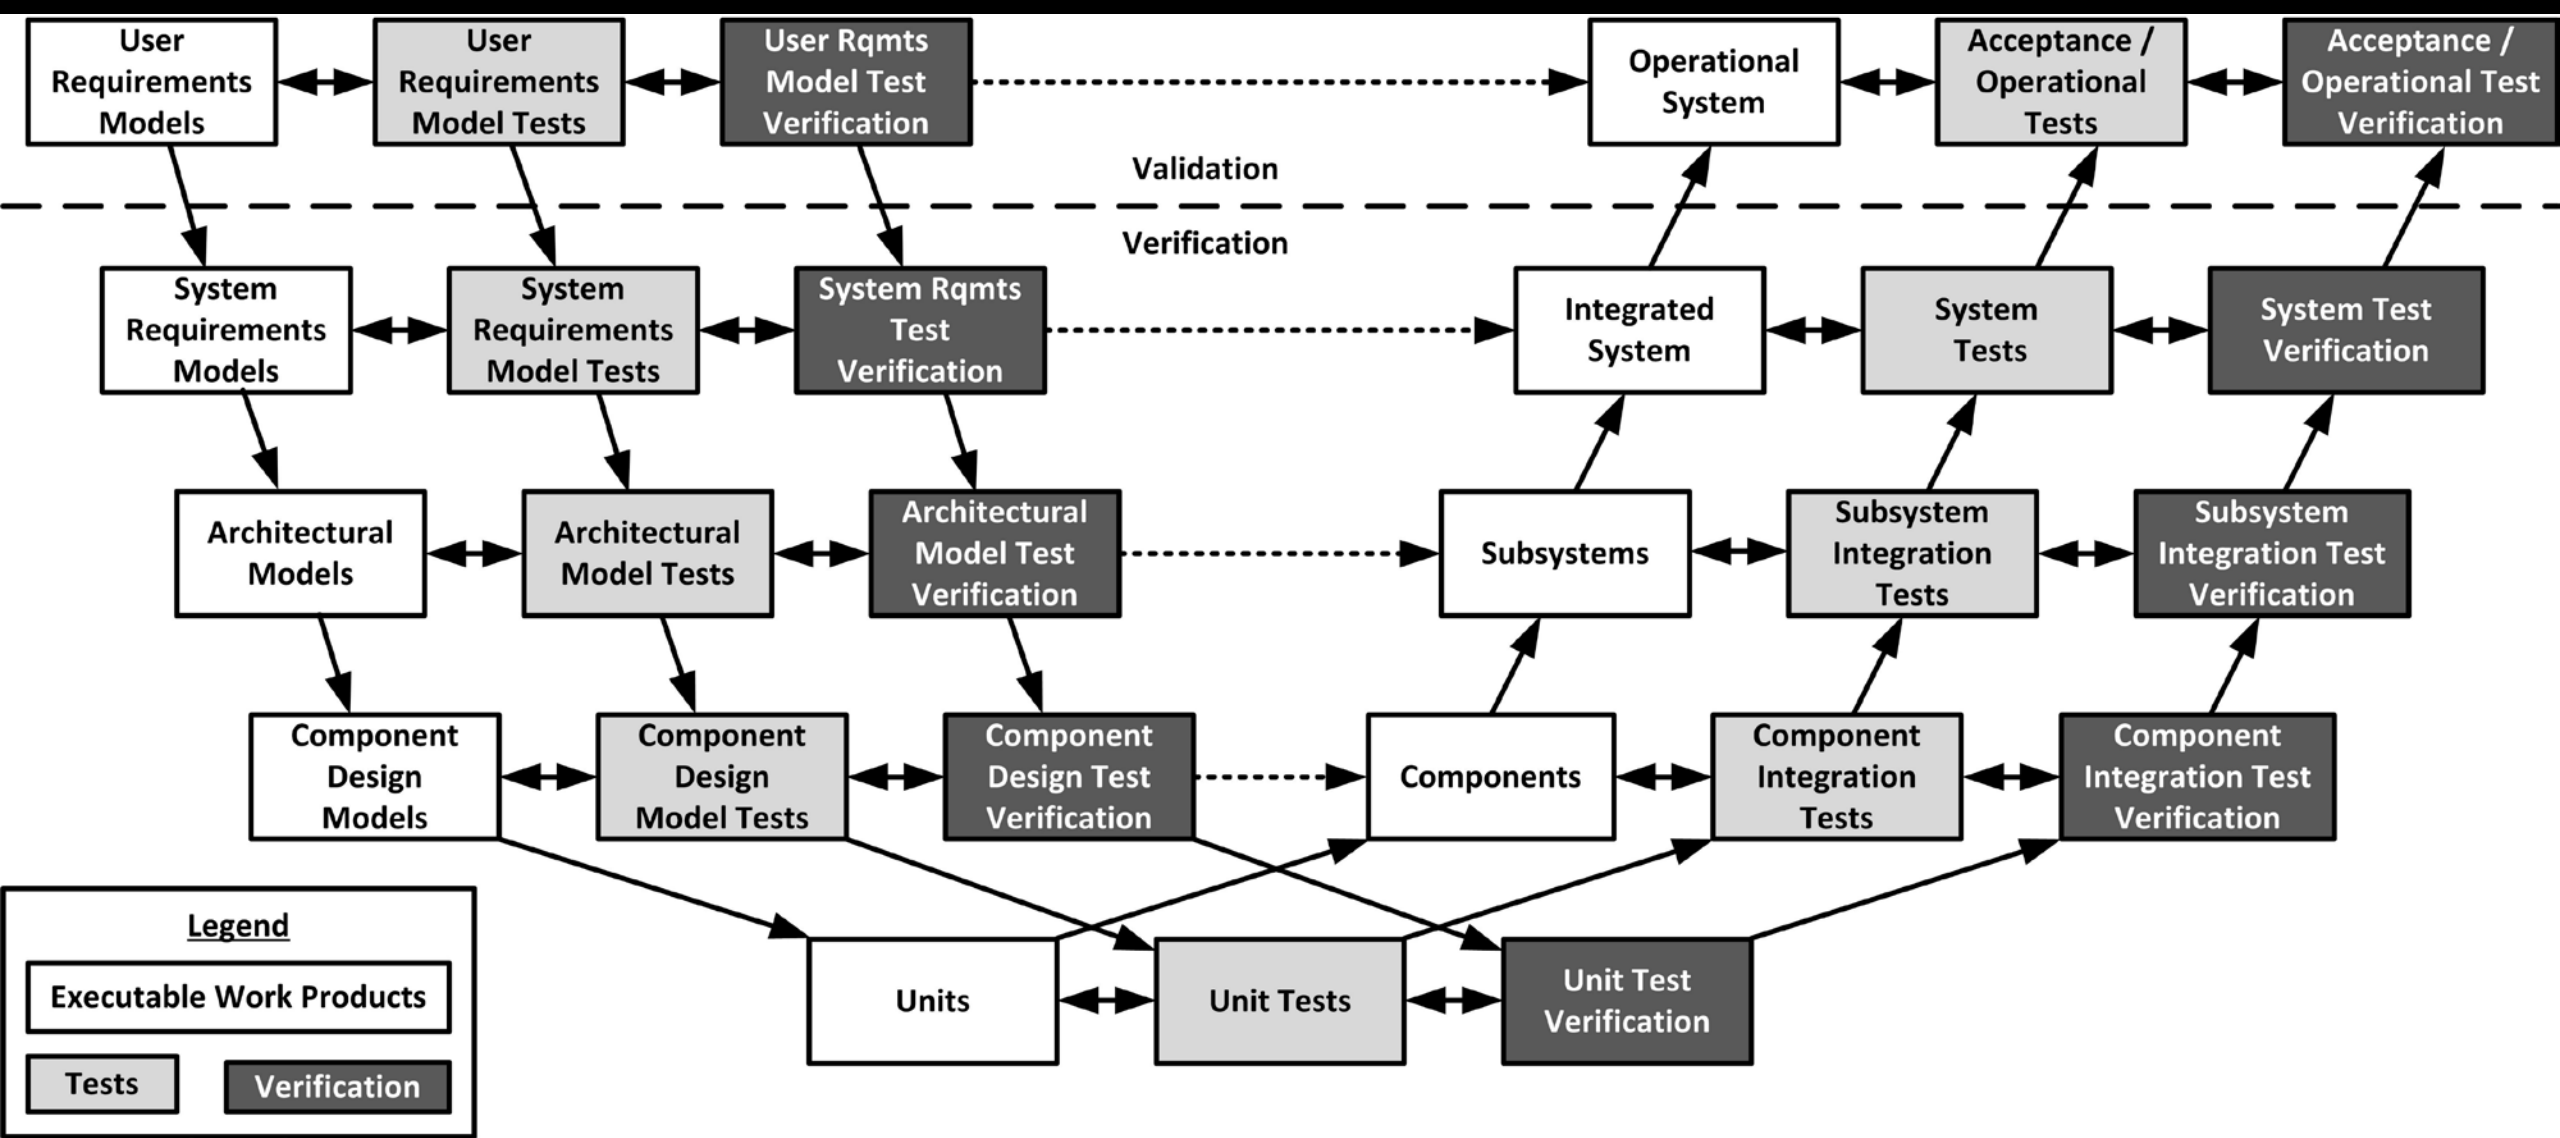 User
Requirements
Models
User
Requirements
Model Tests
User Rqmts
Model Test
Verification
Operational
System
Acceptance /
Operational
Tests
Acceptance /
Operational Test
Verification
Validation
Verification
System
Requirements
Models
System
Requirements
Model Tests
System Rqmts
Test
Verification
Integrated
System
System
Tests
System Test
Verification
Architectural
Models
Architectural
Model Tests
Architectural
Model Test
Verification
Subsystems
Subsystem
Integration
Tests
Subsystem
Integration Test
Verification
Component
Design
Models
Component
Design
Model Tests
Component
Design Test
Verification
Components
Component
Integration
Tests
Component
Integration Test
Verification
Units
Unit Tests
Unit Test
Verification
Legend
Executable Work Products
Tests
Verification